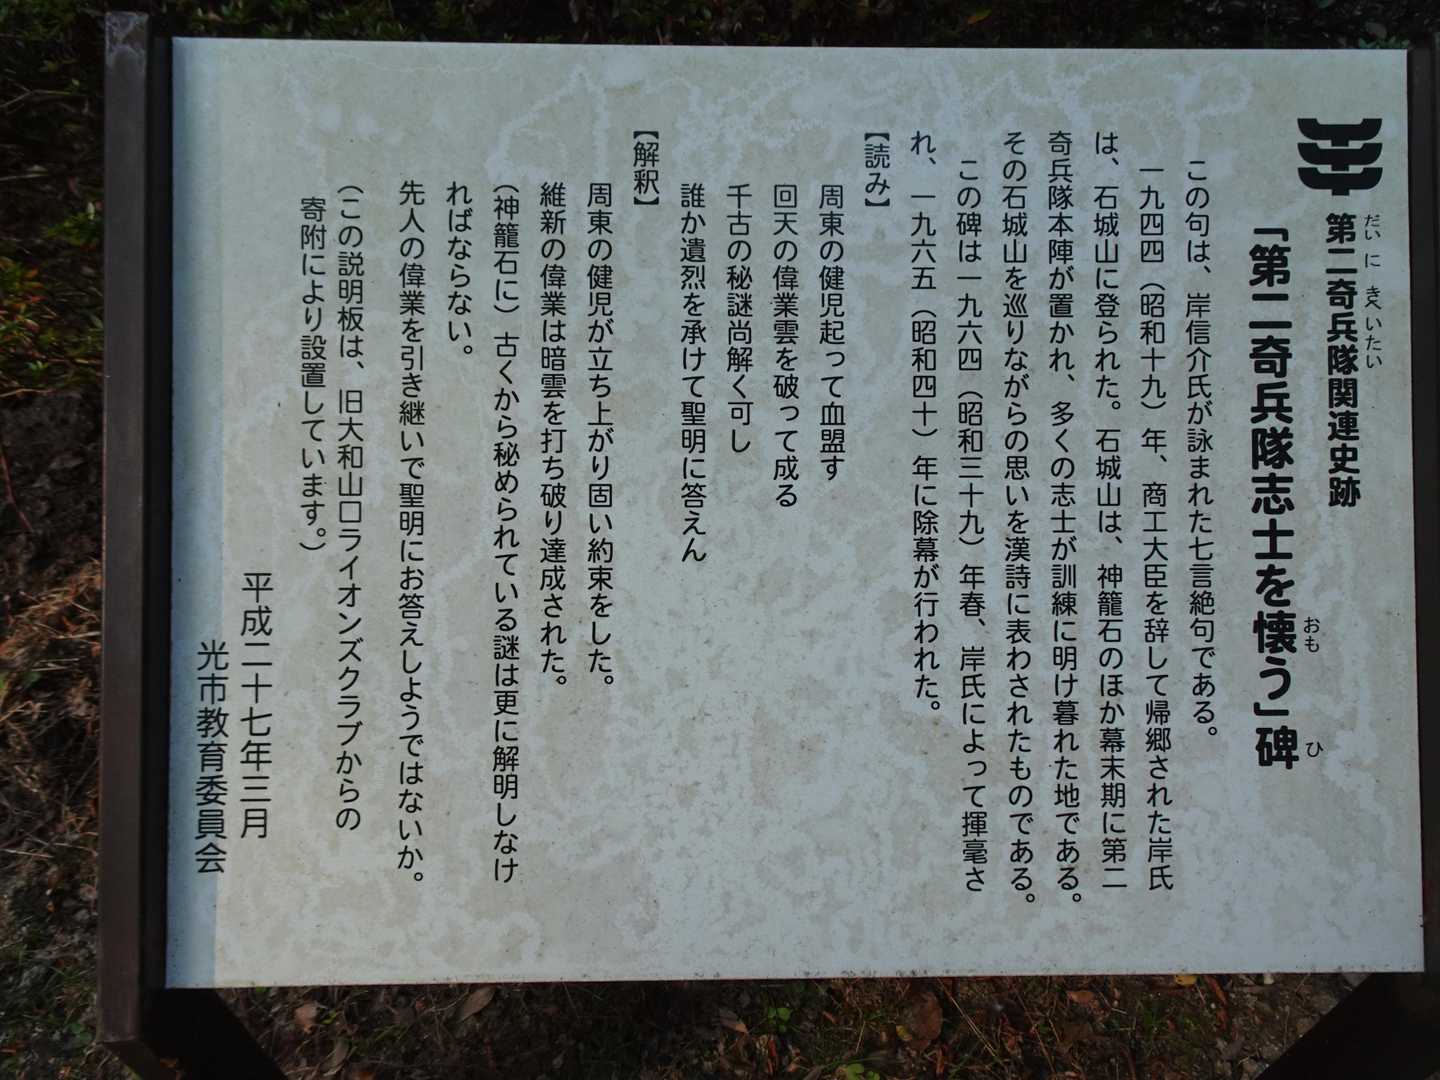 第二奇兵隊関連史跡
だいにきへいたい
「第二奇兵隊志士を懐う」碑
おも
ひ
この句は、岸信介氏が詠まれた七言絶句である。
一九四四（昭和十九）年、商工大臣を辞して帰郷された岸氏
は、石城山に登られた。石城山は、神籠石のほか幕末期に第二
奇兵隊本陣が置かれ、多くの志士が訓練に明け暮れた地である。
その石城山を巡りながらの思いを漢詩に表わされたものである。
この碑は一九六四（昭和三十九）年春、岸氏によって揮毫さ
れ、一九六五（昭和四十）年に除幕が行われた。
【読み】
周東の健児起って血盟す
回天の偉業雲を破って成る
千古の秘謎尚解く可し
誰か遺烈を承けて聖明に答えん
【解釈】
周東の健児が立ち上がり固い約束をした。
維新の偉業は暗雲を打ち破り達成された。
（神籠石に）古くから秘められている謎は更に解明しなけ
ればならない。
先人の偉業を引き継いで聖明にお答えしようではないか。
（この説明板は、旧大和山口ライオンズクラブからの
寄附により設置しています。）
平成二十七年三月
光市教育委員会